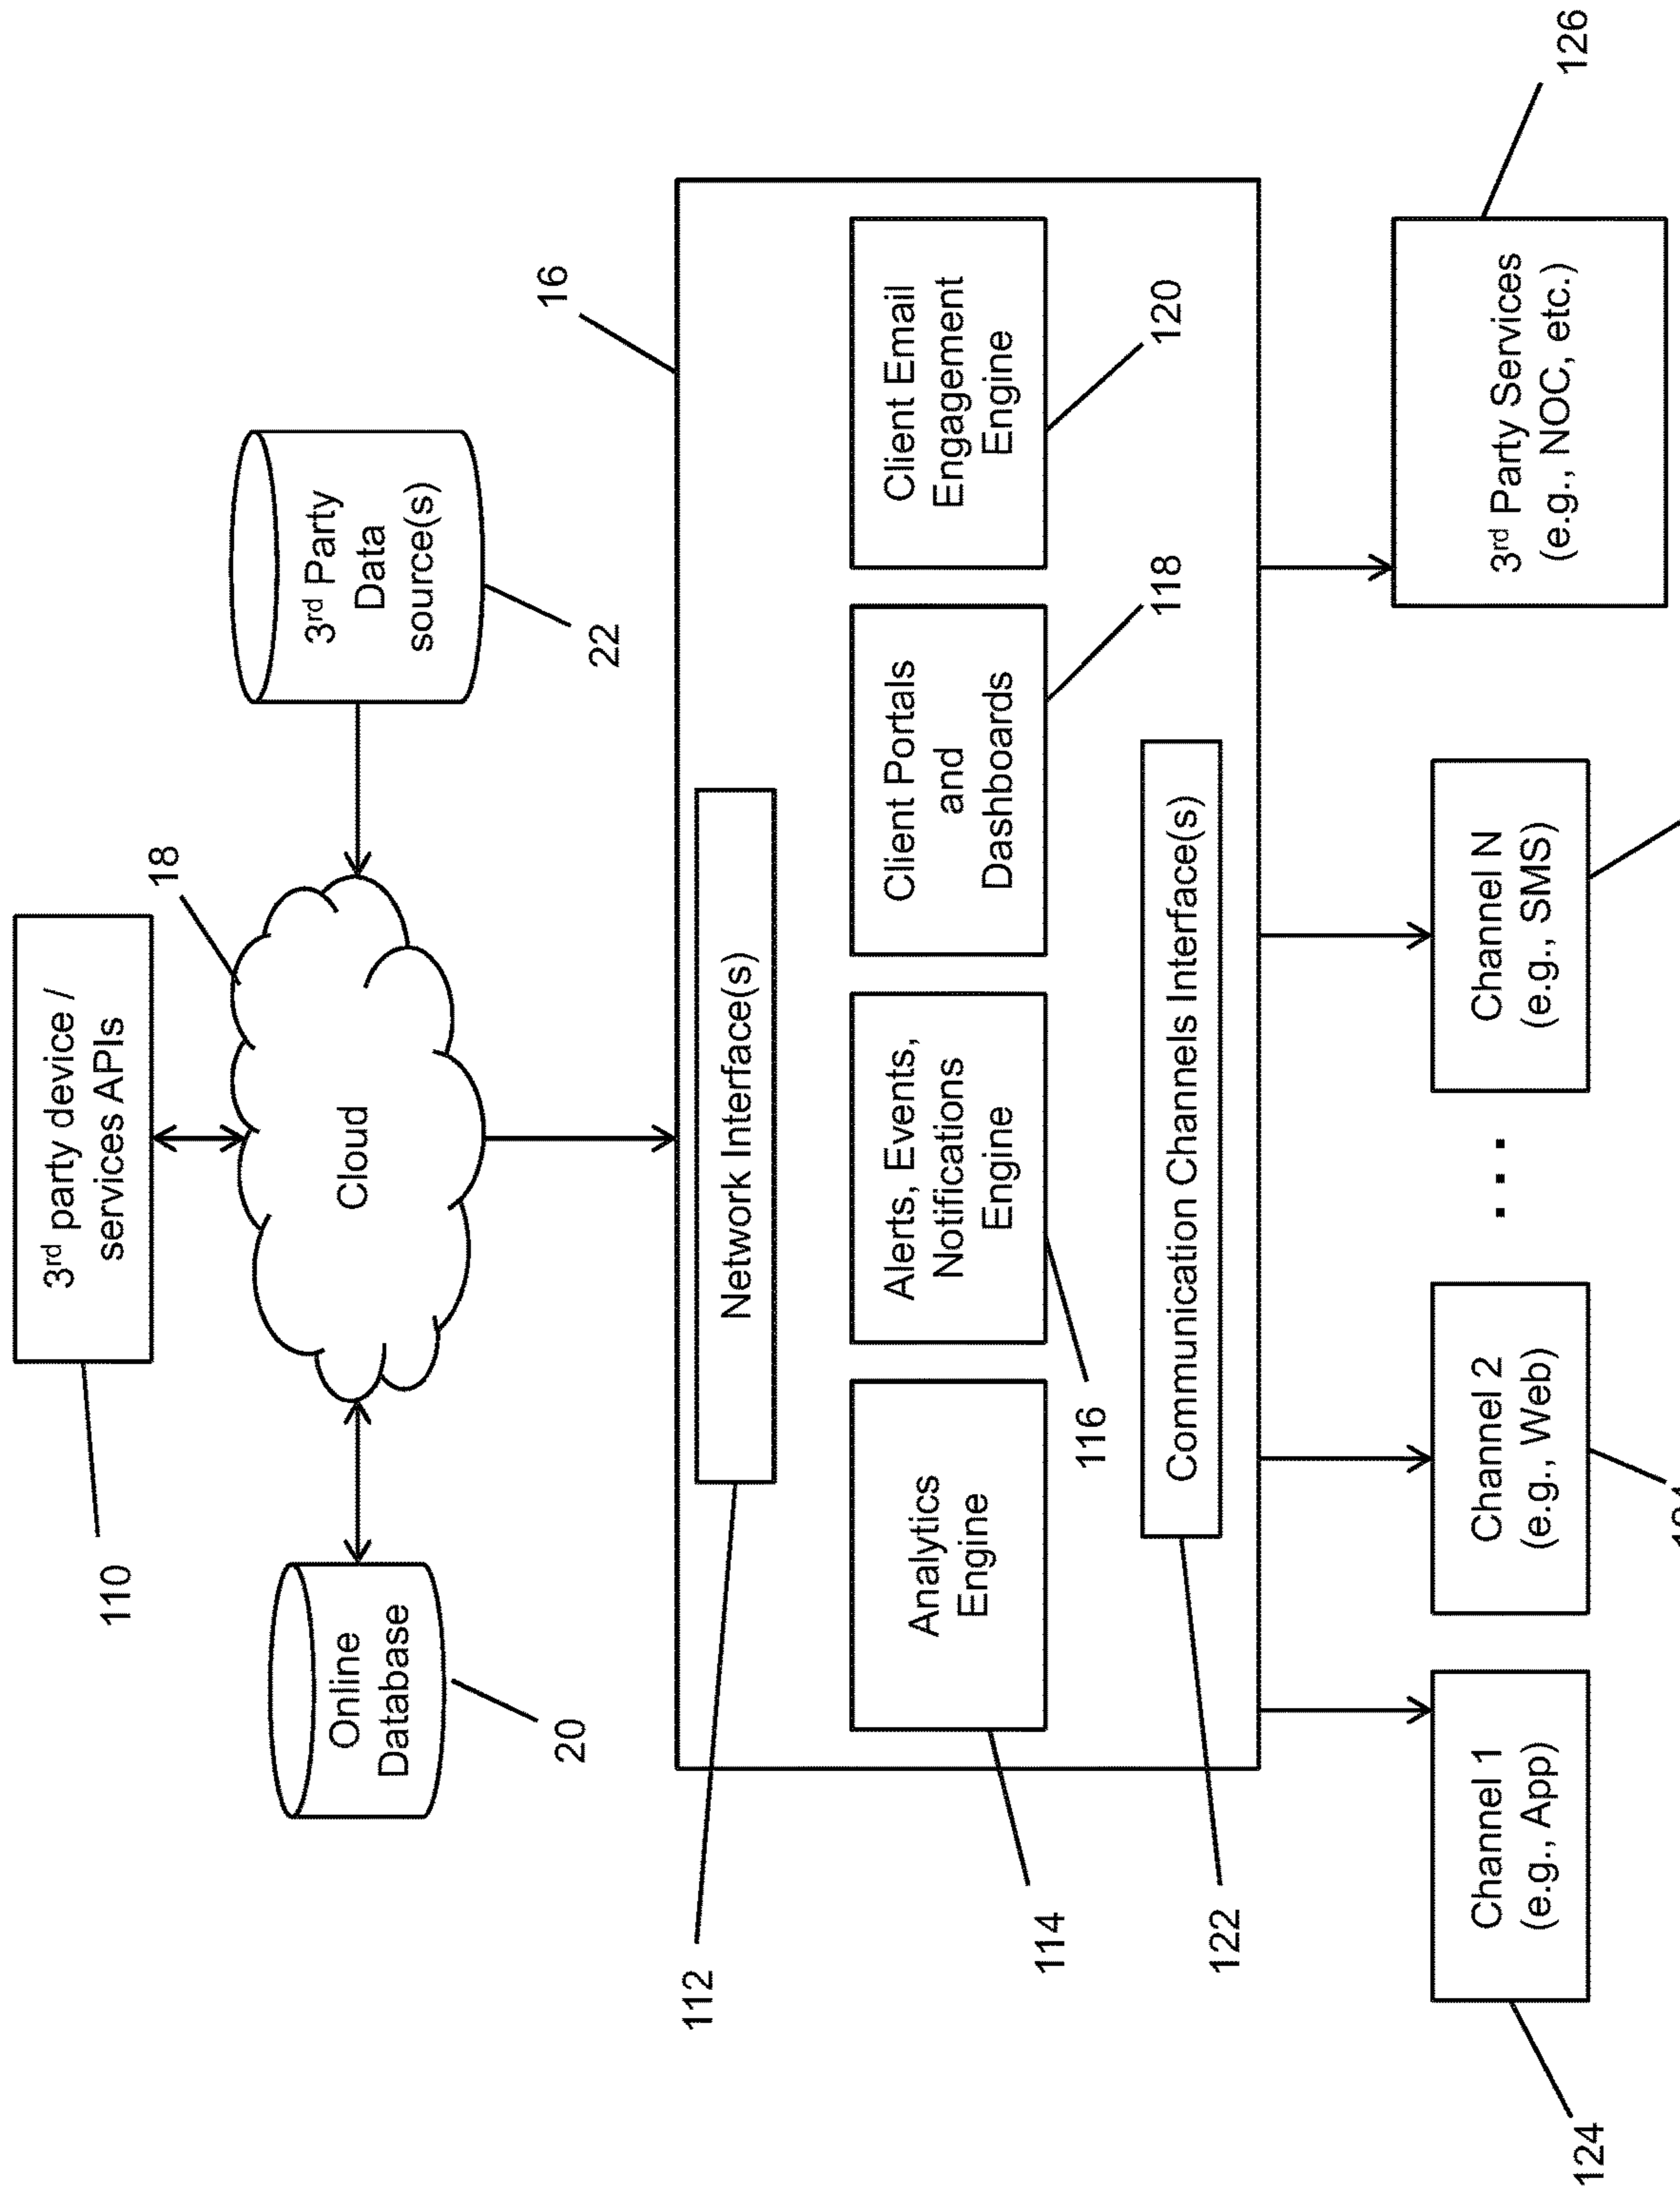 3rd party device /
services APIs
110
18
Cloud
Online
Database
20
3rd Party
Data
source(s)
22
16
Network Interface(s)
112
Analytics
Engine
114
Alerts, Events,
Notifications
Engine
116
Client Portals
and
Dashboards
118
Client Email
Engagement
Engine
120
Communication Channels Interface(s)
122
Channel 1
(e.g., App)
124
Channel 2
(e.g., Web)
...
Channel N
(e.g., SMS)
3rd Party Services
(e.g., NOC, etc.)
126